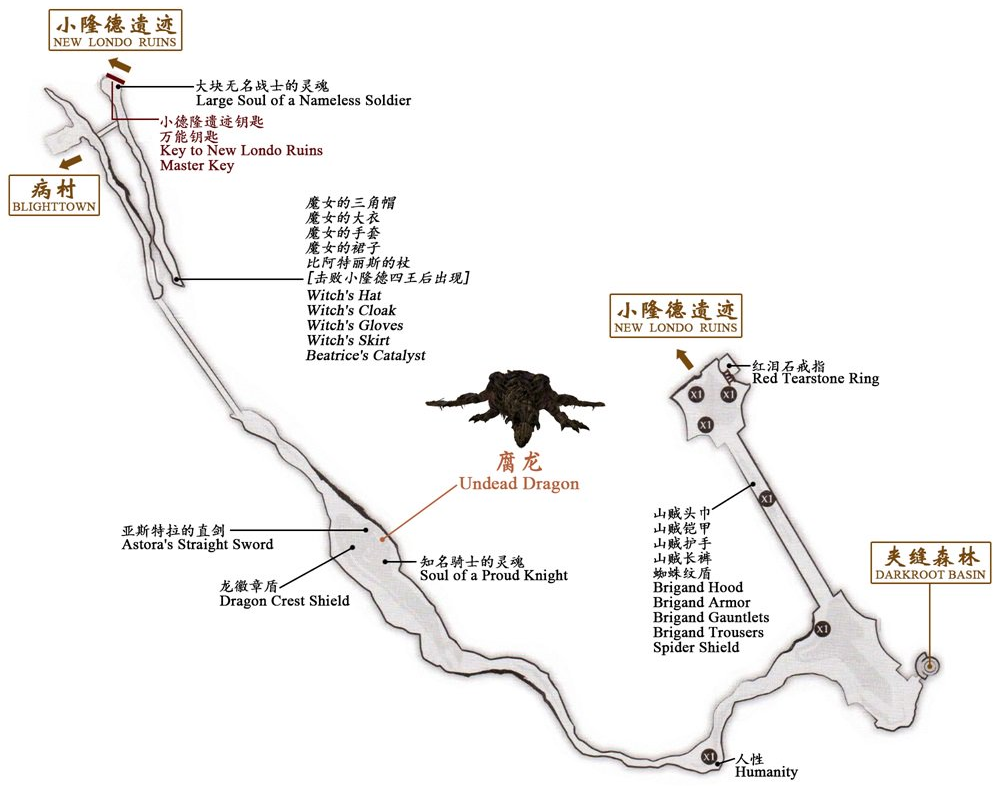 小隆德遗迹
NEW LONDO RUINS
大块无名战士的灵魂
Large Soul of a Nameless Soldier
小德隆遗迹钥匙
万能钥匙
Key to New Londo Ruins
Master Key
病村
BLIGHTTOWN
魔女的三角帽
魔女的大衣
魔女的手套
魔女的裙子
比阿特丽斯的杖
[击败小隆德四王后出现]
Witch's Hat
Witch's Cloak
Witch's Gloves
Witch's Skirt
Beatrice's Catalyst
小隆德遗迹
NEW LONDO RUINS
红泪石戒指
Red Tearstone Ring
x1
x1
x1
腐龙
Undead Dragon
x1
山贼头巾
山贼铠甲
山贼护手
山贼长裤
蜘蛛纹盾
Brigand Hood
Brigand Armor
Brigand Gauntlets
Brigand Trousers
Spider Shield
亚斯特拉的直剑
Astora's Straight Sword
知名骑士的灵魂
Soul of a Proud Knight
龙徽章盾
Dragon Crest Shield
夹缝森林
DARKROOT BASIN
x1
x1
人性
Humanity